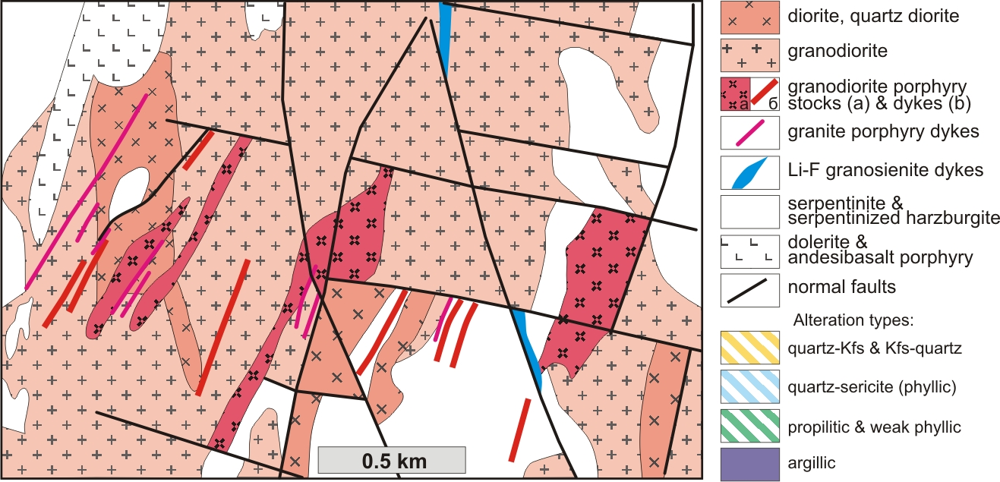 diorite, quartz diorite
granodiorite
a б
granodiorite porphyry
stocks (a) & dykes (b)
granite porphyry dykes
Li-F granosienite dykes
serpentinite &
serpentinized harzburgite
dolerite &
andesibasalt porphyry
normal faults
Alteration types:
quartz-Kfs & Kfs-quartz
quartz-sericite (phyllic)
propilitic & weak phyllic
argillic
0.5 km